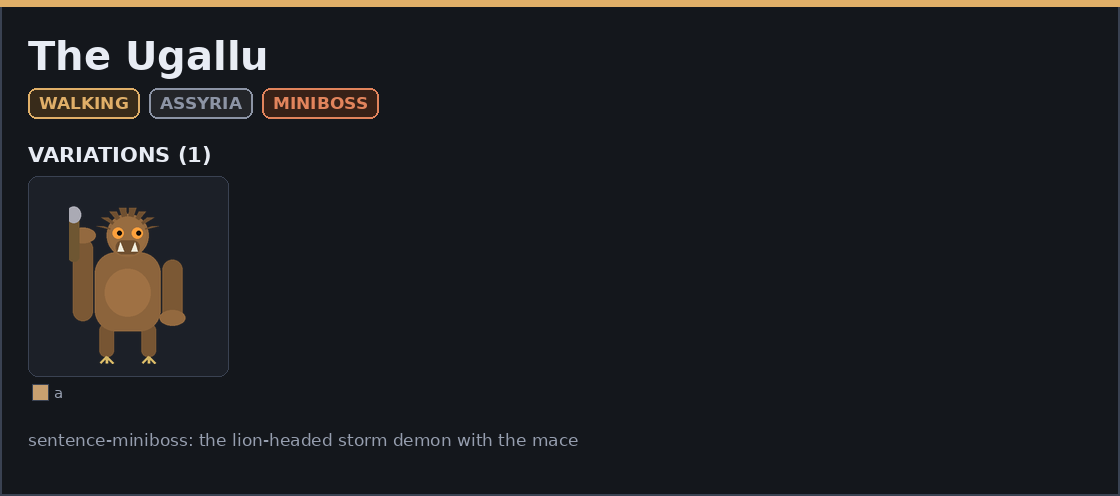 The Ugallu
WALKING ASSYRIA MINIBOSS
VARIATIONS (1)
a
sentence-miniboss: the lion-headed storm demon with the mace